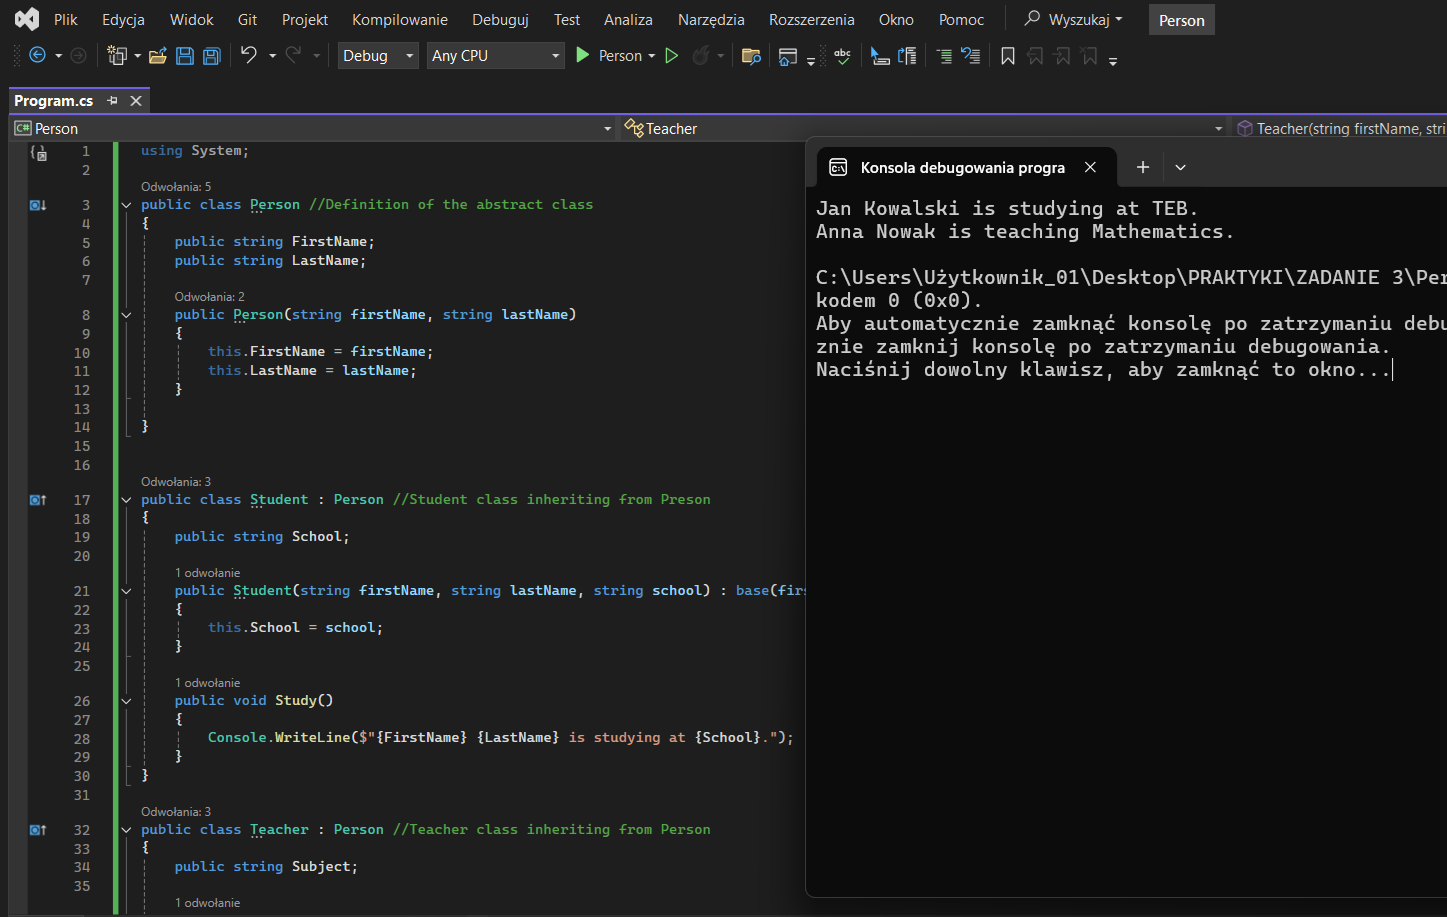 Plik Edycja Widok Git Projekt Kompilowanie Debuguj Test Analiza Narzędzia Rozszerzenia Okno Pomoc Wyszukaj Person
Debug Any CPU Person abc
Program.cs
C# Person Teacher Teacher(string firstName, stri
1 using System;
2
Odwołania: 5
3 public class Person //Definition of the abstract class
4 {
5 public string FirstName;
6 public string LastName;
7
Odwołania: 2
8 public Person(string firstName, string lastName)
9 {
10 this.FirstName = firstName;
11 this.LastName = lastName;
12 }
13
14 }
15
16
Odwołania: 3
17 public class Student : Person //Student class inheriting from Preson
18 {
19 public string School;
20
1 odwołanie
21 public Student(string firstName, string lastName, string school) : base(firs
22 {
23 this.School = school;
24 }
25
1 odwołanie
26 public void Study()
27 {
28 Console.WriteLine($"{FirstName} {LastName} is studying at {School}.");
29 }
30 }
31
Odwołania: 3
32 public class Teacher : Person //Teacher class inheriting from Person
33 {
34 public string Subject;
35
1 odwołanie
Konsola debugowania progra
Jan Kowalski is studying at TEB.
Anna Nowak is teaching Mathematics.
C:\Users\Użytkownik_01\Desktop\PRAKTYKI\ZADANIE 3\Per
kodem 0 (0x0).
Aby automatycznie zamknąć konsolę po zatrzymaniu debu
znie zamknij konsolę po zatrzymaniu debugowania.
Naciśnij dowolny klawisz, aby zamknąć to okno...